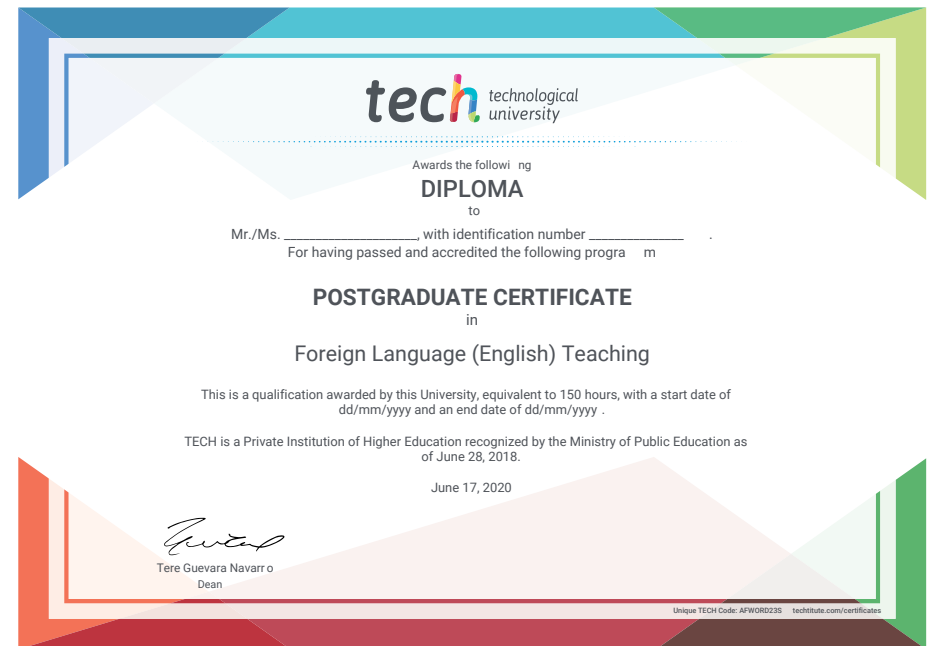 tech technological
university
Awards the followi ng
DIPLOMA
to
Mr./Ms. _________________, with identification number _____________ .
For having passed and accredited the following progra m
POSTGRADUATE CERTIFICATE
in
Foreign Language (English) Teaching
This is a qualification awarded by this University, equivalent to 150 hours, with a start date of
dd/mm/yyyy and an end date of dd/mm/yyyy .
TECH is a Private Institution of Higher Education recognized by the Ministry of Public Education as
of June 28, 2018.
June 17, 2020
Tere Guevara Navarr o
Dean
Unique TECH Code: AFWORD23S techtitute.com/certificates